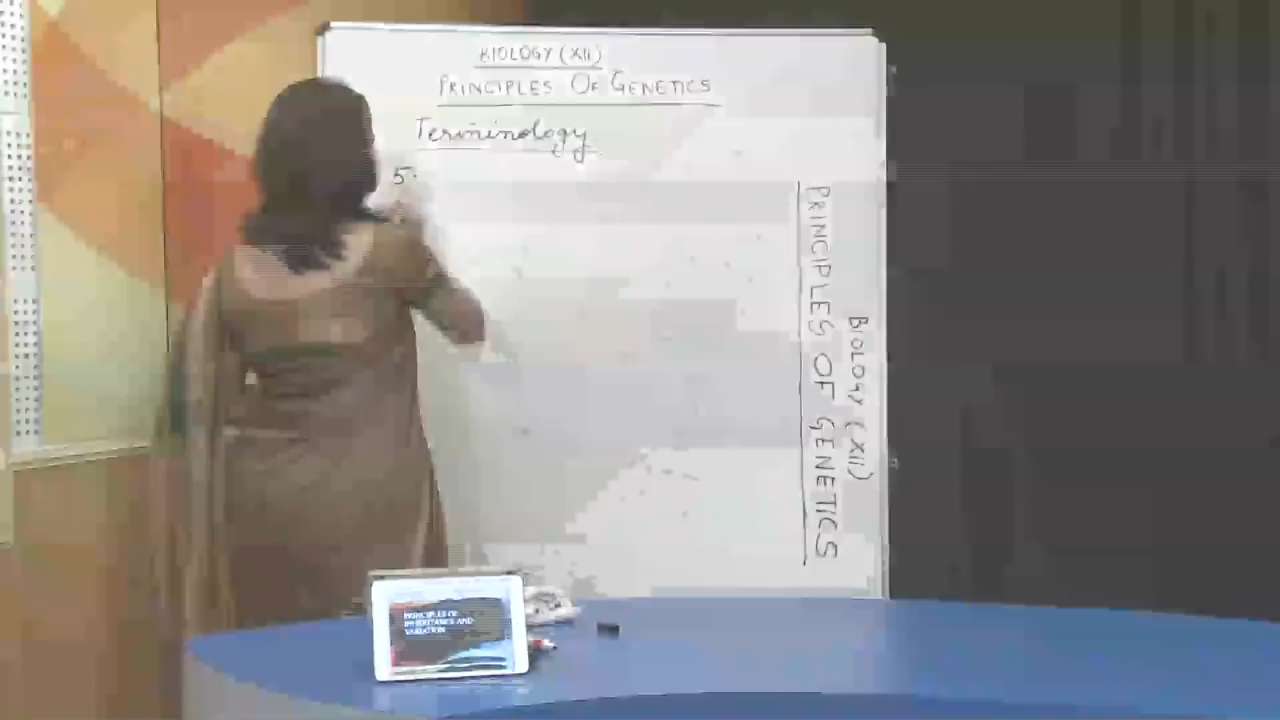 BIOLOGY (XII)
PRINCIPLES OF GENETICS
Terminology
5.
BIOLOGY (XII)
PRINCIPLES OF GENETICS
PRINCIPLES OF
INHERITANCE AND
VARIATION